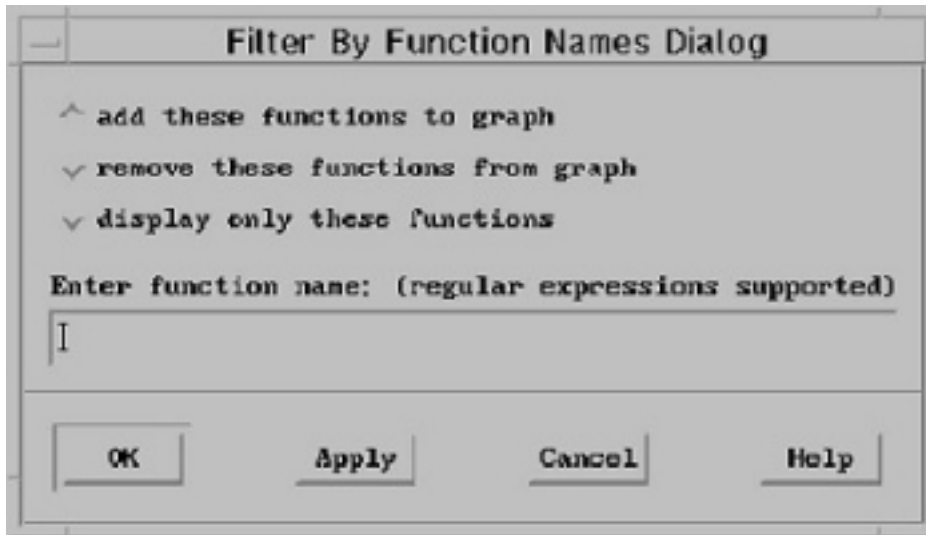 Filter By Function Names Dialog
add these functions to graph
remove these functions from graph
display only these functions
Enter function name: (regular expressions supported)
OK Apply Cancel Help